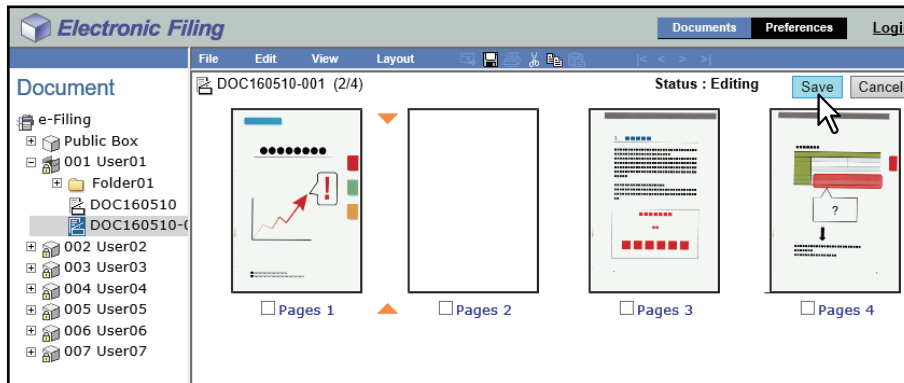 Electronic Filing
Documents
Preferences
File
Edit
View
Layout
|< < > >|
Document
e-Filing
Public Box
001 User01
Folder01
DOC160510
002 User02
003 User03
004 User04
005 User05
006 User06
007 User07
DOC160510-001 (2/4)
Status : Editing
Save
Cancel
!
?
Pages 1
Pages 2
Pages 3
Pages 4